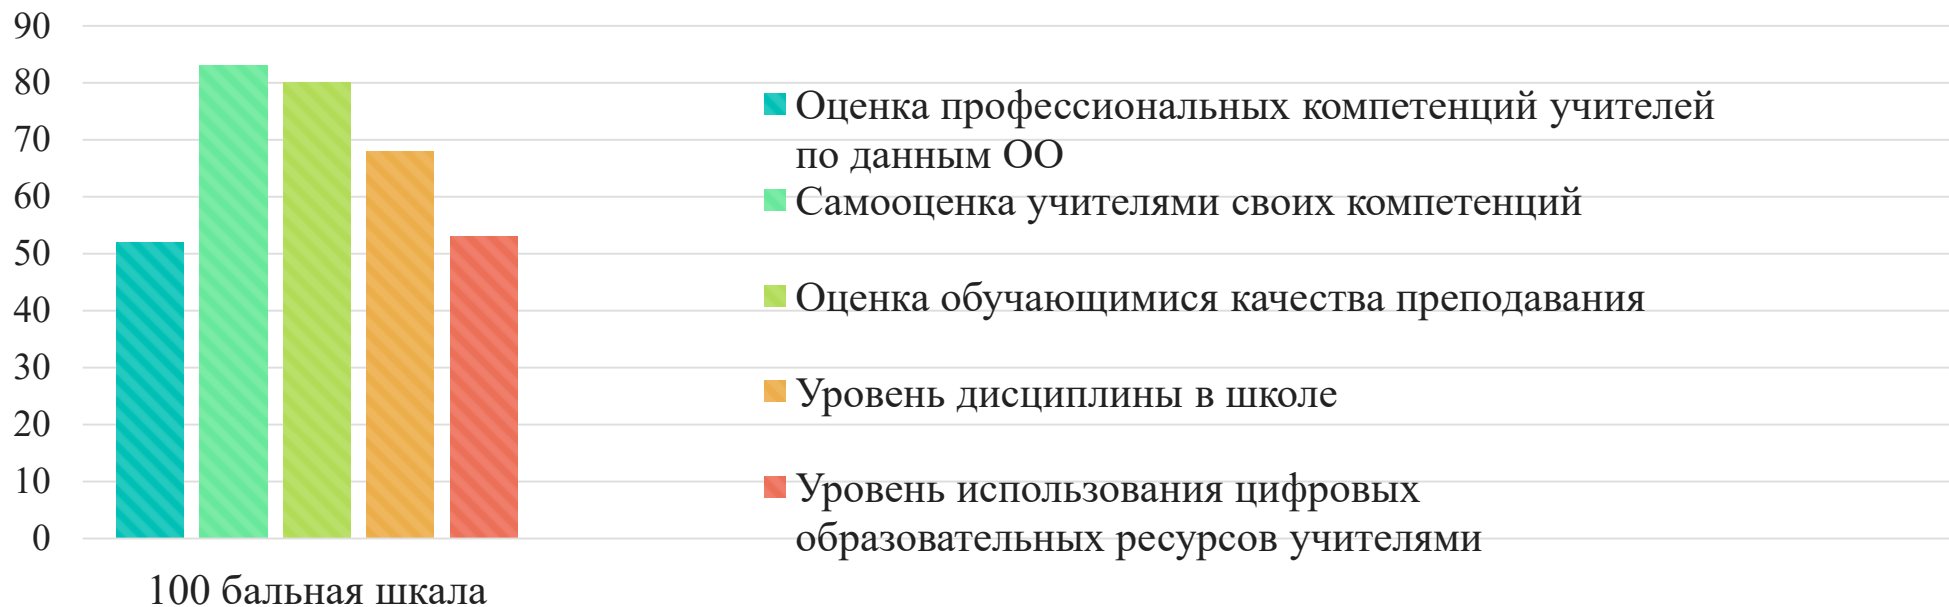 90
80
70
60
50
40
30
20
10
0
100 бальная шкала
Оценка профессиональных компетенций учителей
по данным ОО
Самооценка учителями своих компетенций
Оценка обучающимися качества преподавания
Уровень дисциплины в школе
Уровень использования цифровых
образовательных ресурсов учителями